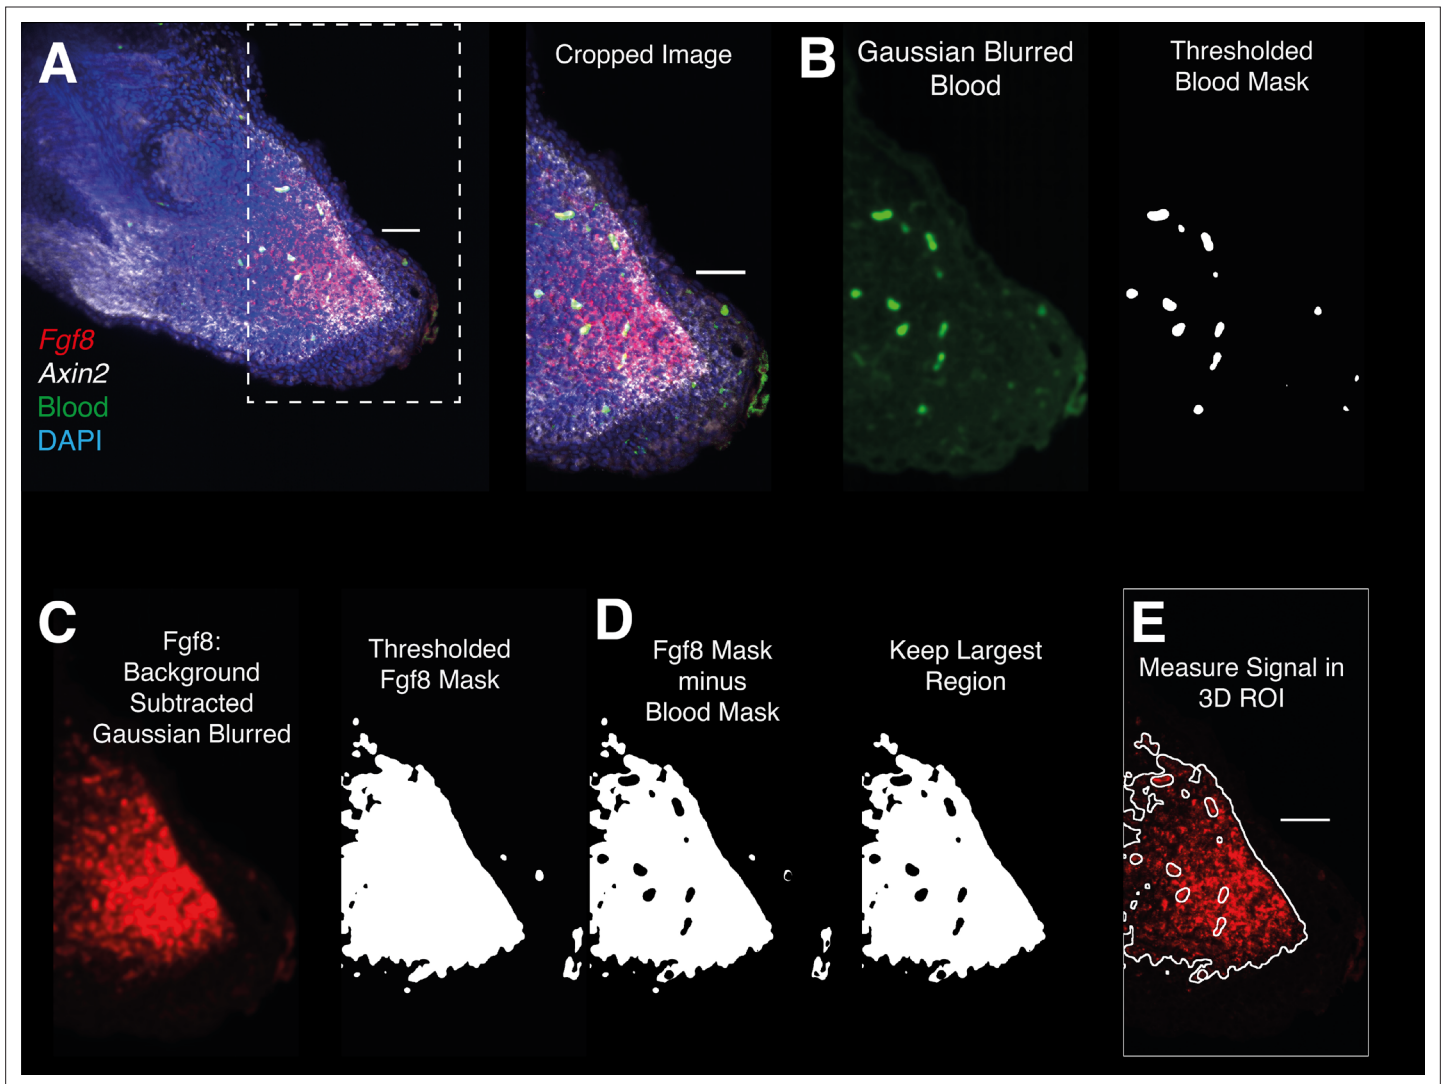 A
Cropped Image
B
Gaussian Blurred
Blood
Thresholded
Blood Mask
Fgf8
Axin2
Blood
DAPI
C
Fgf8:
Background
Subtracted
Gaussian Blurred
Thresholded
Fgf8 Mask
D
Fgf8 Mask
minus
Blood Mask
Keep Largest
Region
E
Measure Signal in
3D ROI